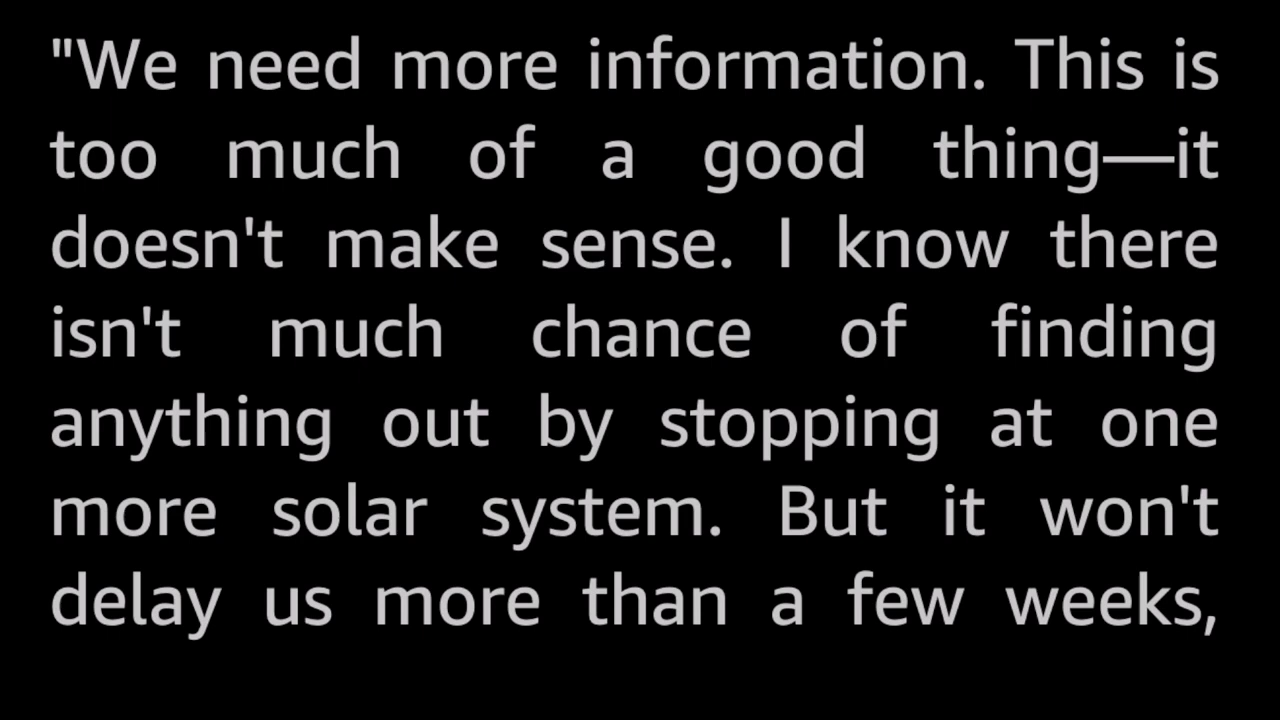 "We need more information. This is
too much of a good thing—it
doesn't make sense. I know there
isn't much chance of finding
anything out by stopping at one
more solar system. But it won't
delay us more than a few weeks,